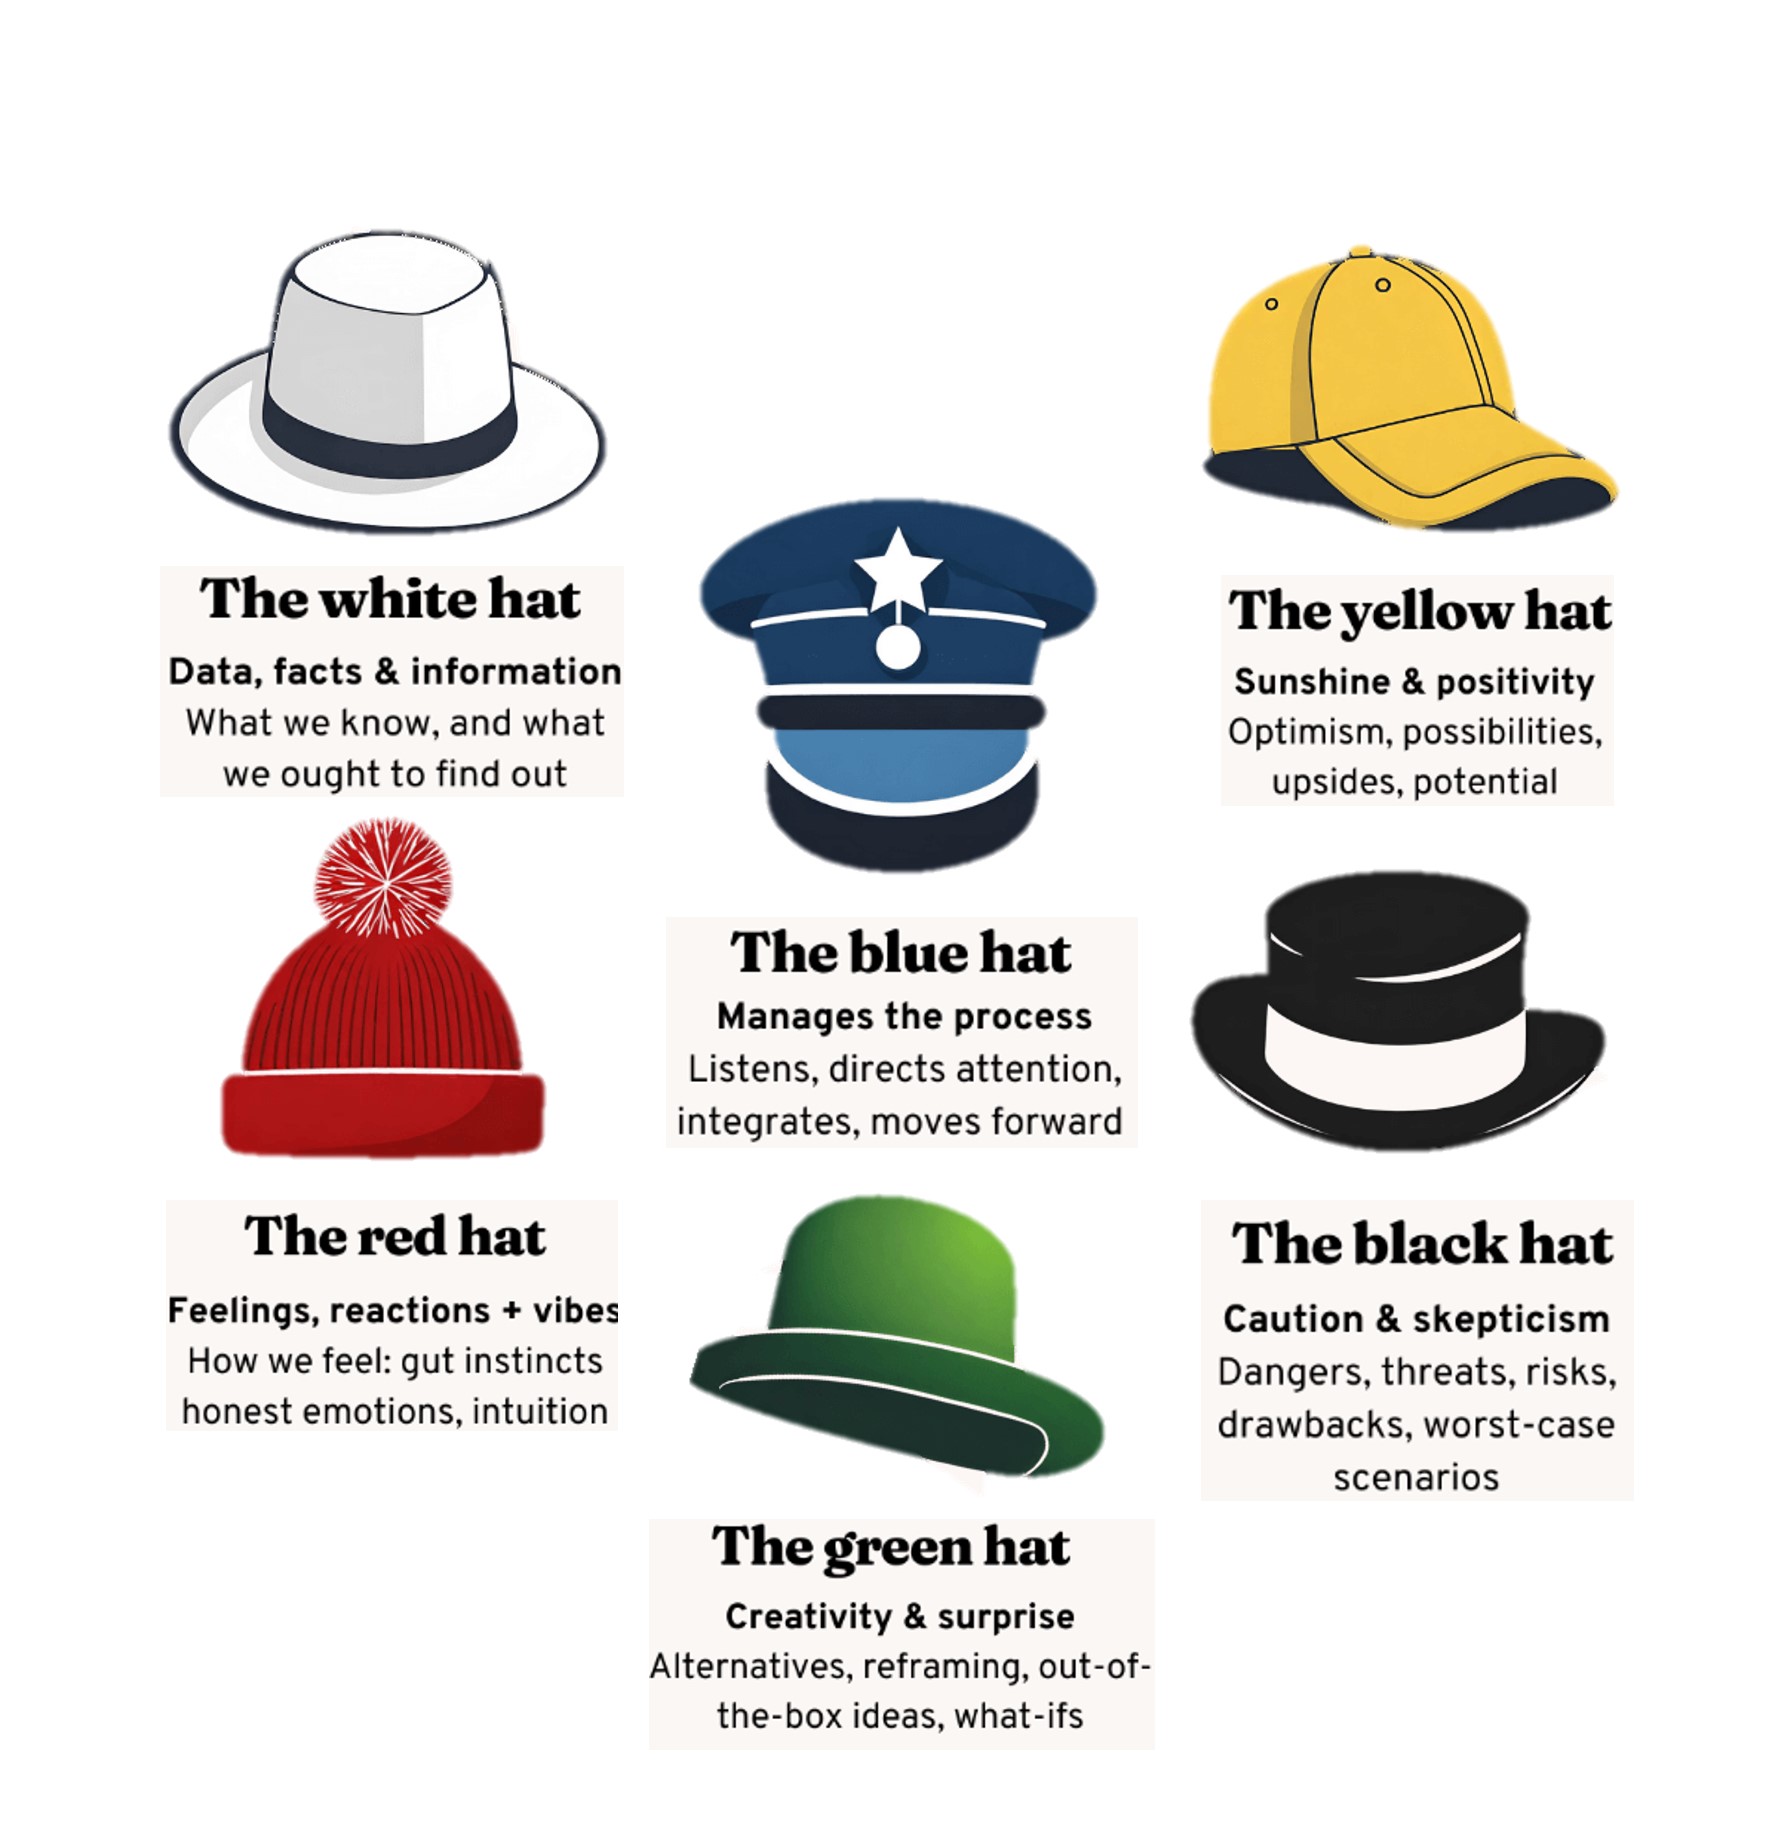 The white hat
Data, facts & information
What we know, and what
we ought to find out
The yellow hat
Sunshine & positivity
Optimism, possibilities,
upsides, potential
The blue hat
Manages the process
Listens, directs attention,
integrates, moves forward
The red hat
Feelings, reactions + vibes
How we feel: gut instincts
honest emotions, intuition
The black hat
Caution & skepticism
Dangers, threats, risks,
drawbacks, worst-case
scenarios
The green hat
Creativity & surprise
Alternatives, reframing, out-of-
the-box ideas, what-ifs